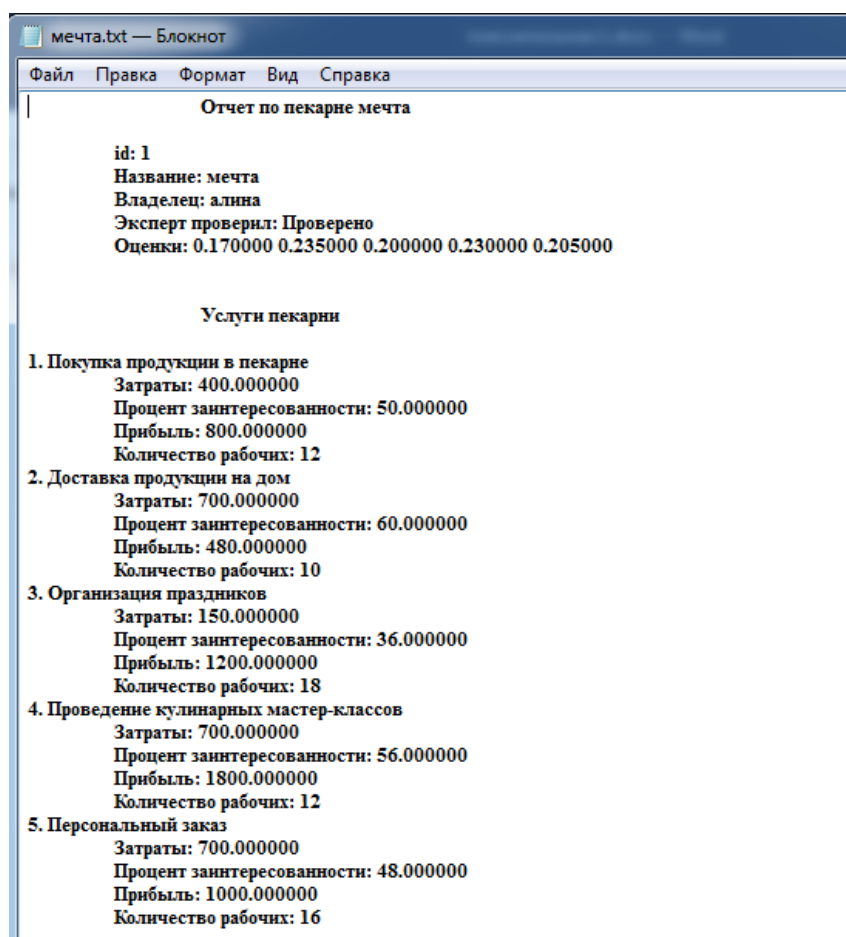 мечта.txt — Блокнот
Файл Правка Формат Вид Справка
Отчет по пекарне мечта
id: 1
Название: мечта
Владелец: алина
Эксперт проверил: Проверено
Оценки: 0.170000 0.235000 0.200000 0.230000 0.205000
Услуги пекарни
1. Покупка продукции в пекарне
Затраты: 400.000000
Процент заинтересованности: 50.000000
Прибыль: 800.000000
Количество рабочих: 12
2. Доставка продукции на дом
Затраты: 700.000000
Процент заинтересованности: 60.000000
Прибыль: 480.000000
Количество рабочих: 10
3. Организация праздников
Затраты: 150.000000
Процент заинтересованности: 36.000000
Прибыль: 1200.000000
Количество рабочих: 18
4. Проведение кулинарных мастер-классов
Затраты: 700.000000
Процент заинтересованности: 56.000000
Прибыль: 1800.000000
Количество рабочих: 12
5. Персональный заказ
Затраты: 700.000000
Процент заинтересованности: 48.000000
Прибыль: 1000.000000
Количество рабочих: 16